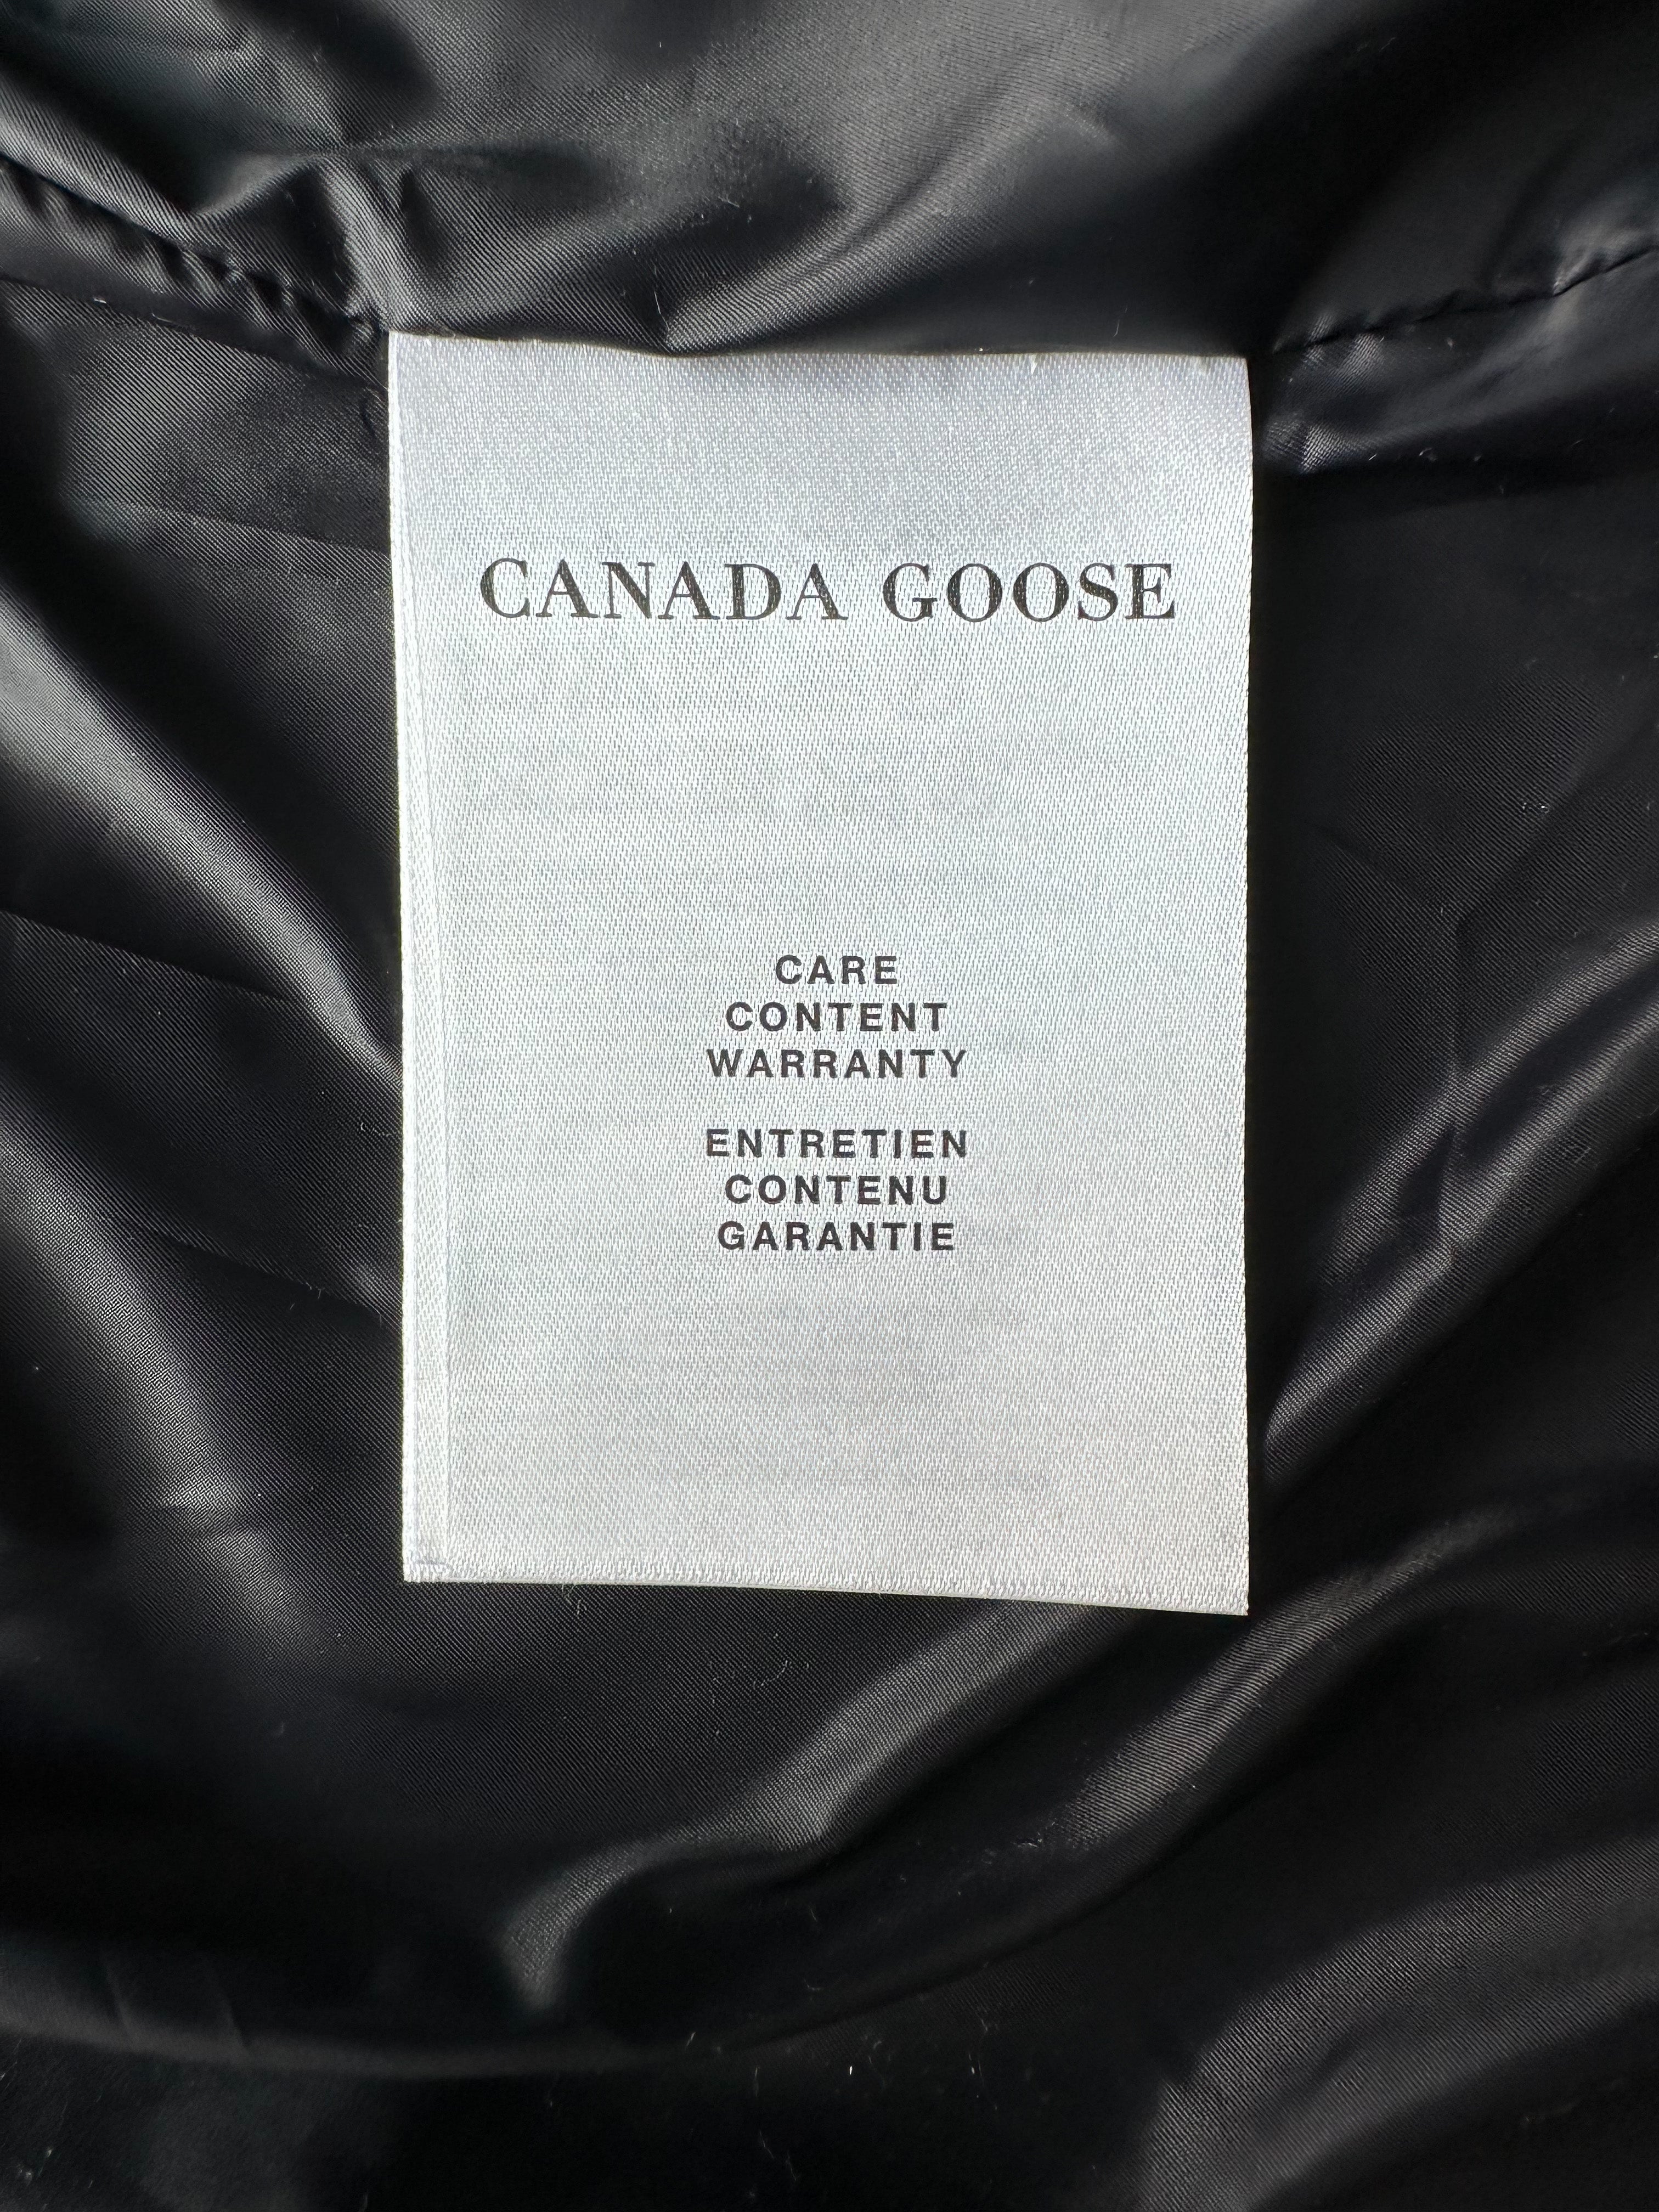 CANADA GOOSE
CARE
CONTENT
WARRANTY
ENTRETIEN
CONTENU
GARANTIE